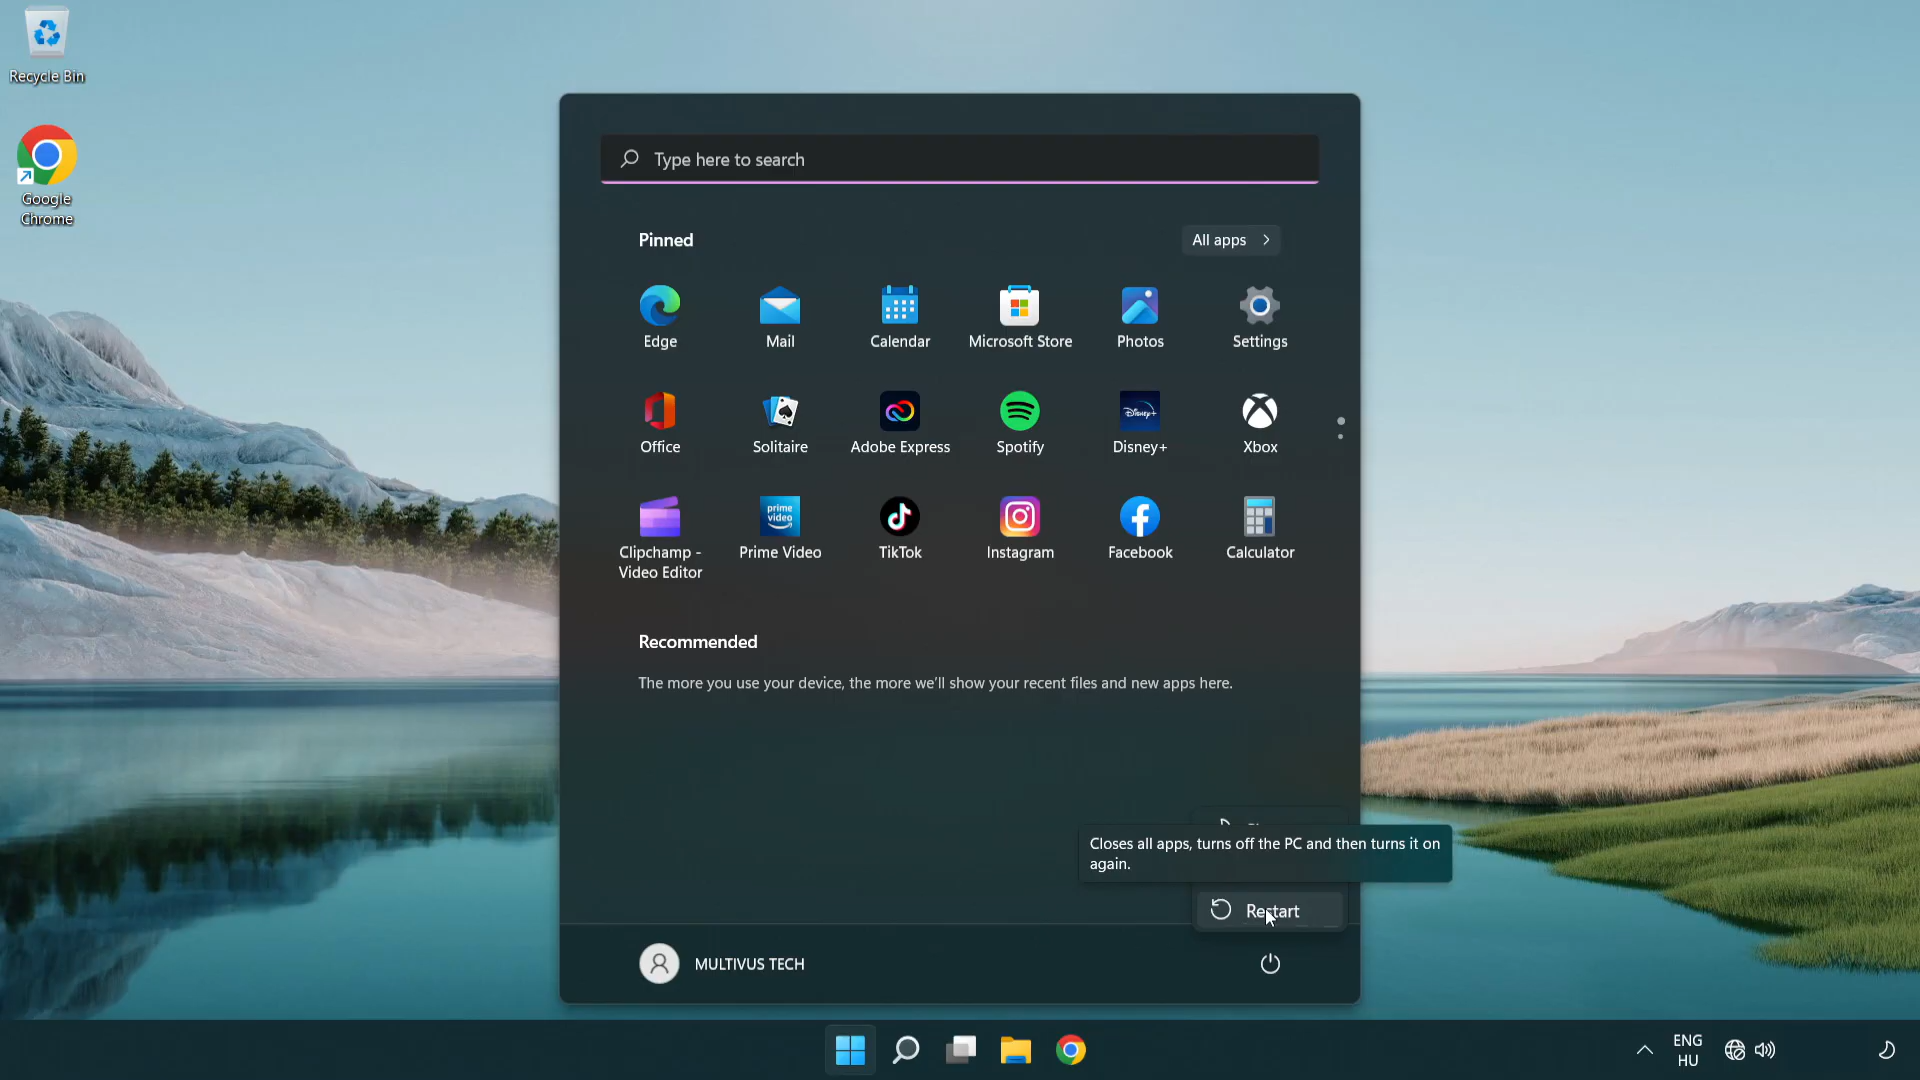 Recycle Bin
Google
Chrome
Type here to search
Pinned
All apps
Edge
Mail
Calendar
Microsoft Store
Photos
Settings
Office
Solitaire
Adobe Express
Spotify
Disney+
Disney+
Xbox
prime
video
Clipchamp -
Video Editor
Prime Video
TikTok
Instagram
Facebook
Calculator
Recommended
The more you use your device, the more we'll show your recent files and new apps here.
Closes all apps, turns off the PC and then turns it on
again.
Restart
MULTIVUS TECH
ENG
HU